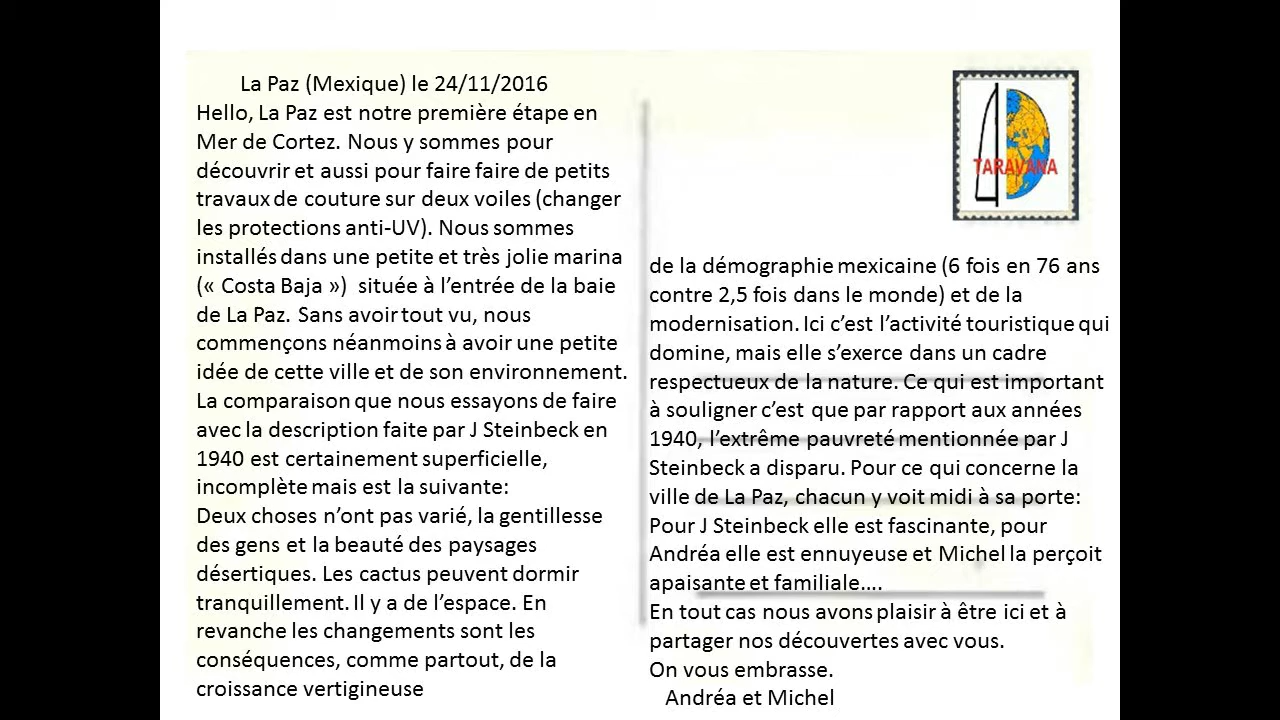 La Paz (Mexique) le 24/11/2016
Hello, La Paz est notre première étape en
Mer de Cortez. Nous y sommes pour
découvrir et aussi pour faire faire de petits
travaux de couture sur deux voiles (changer
les protections anti-UV). Nous sommes
installés dans une petite et très jolie marina
(« Costa Baja »)  située à l’entrée de la baie
de La Paz. Sans avoir tout vu, nous
commençons néanmoins à avoir une petite
idée de cette ville et de son environnement.
La comparaison que nous essayons de faire
avec la description faite par J Steinbeck en
1940 est certainement superficielle,
incomplète mais est la suivante:
Deux choses n’ont pas varié, la gentillesse
des gens et la beauté des paysages
désertiques. Les cactus peuvent dormir
tranquillement. Il y a de l’espace. En
revanche les changements sont les
conséquences, comme partout, de la
croissance vertigineuse
TARAVANA
de la démographie mexicaine (6 fois en 76 ans
contre 2,5 fois dans le monde) et de la
modernisation. Ici c’est l’activité touristique qui
domine, mais elle s’exerce dans un cadre
respectueux de la nature. Ce qui est important
à souligner c’est que par rapport aux années
1940, l’extrême pauvreté mentionnée par J
Steinbeck a disparu. Pour ce qui concerne la
ville de La Paz, chacun y voit midi à sa porte:
Pour J Steinbeck elle est fascinante, pour
Andréa elle est ennuyeuse et Michel la perçoit
apaisante et familiale....
En tout cas nous avons plaisir à être ici et à
partager nos découvertes avec vous.
On vous embrasse.
Andréa et Michel